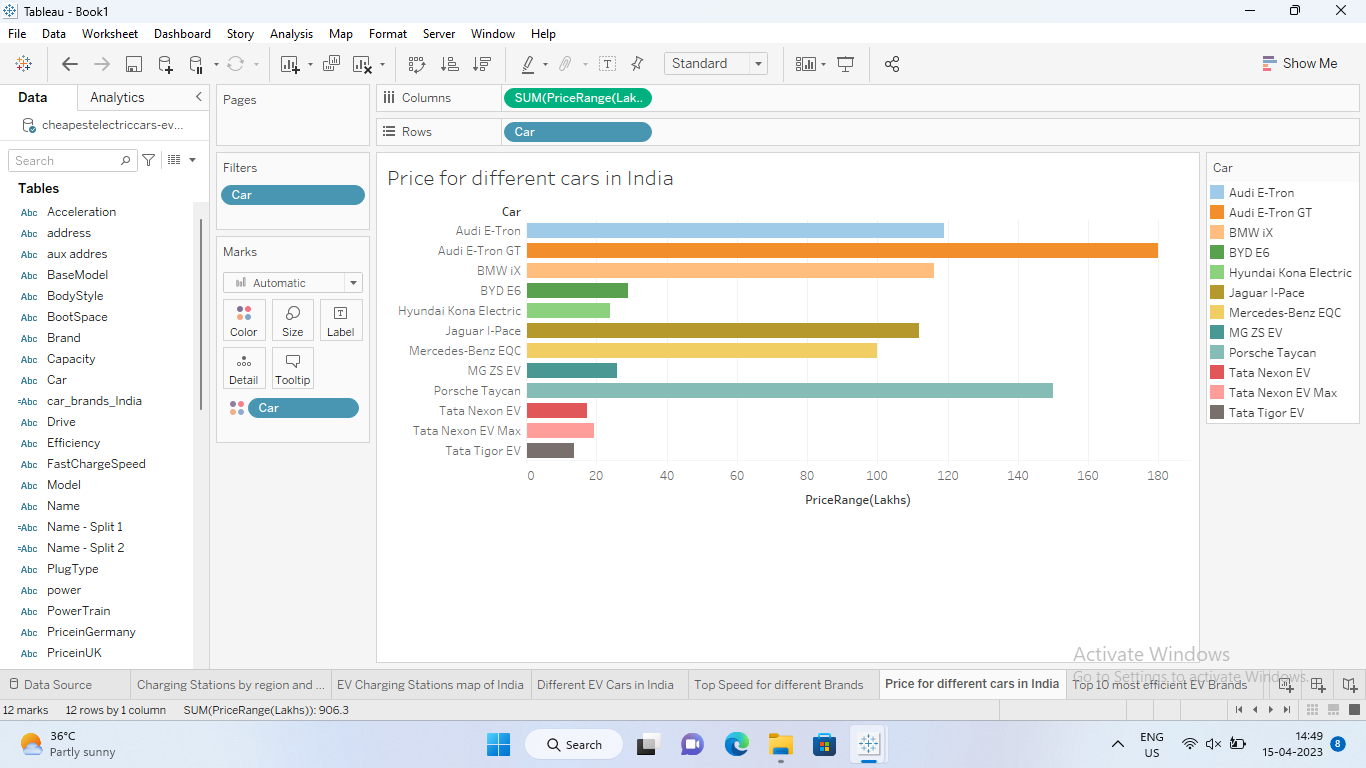 Tableau - Book1
File Data Worksheet Dashboard Story Analysis Map Format Server Window Help
Standard
Show Me
Data Analytics
cheapestelectriccars-ev...
Search
Tables
Abc Acceleration
Abc address
Abc aux addres
Abc BaseModel
Abc BodyStyle
Abc BootSpace
Abc Brand
Abc Capacity
Abc Car
=Abc car_brands_India
Abc Drive
Abc Efficiency
Abc FastChargeSpeed
Abc Model
Abc Name
=Abc Name - Split 1
=Abc Name - Split 2
Abc PlugType
Abc power
Abc PowerTrain
Abc PriceinGermany
Abc PriceinUK
Pages
Filters
Car
Marks
Automatic
Color Size Label
Detail Tooltip
Car
Columns SUM(PriceRange(Lak..
Rows Car
Price for different cars in India
Car
Audi E-Tron
Audi E-Tron GT
BMW iX
BYD E6
Hyundai Kona Electric
Jaguar I-Pace
Mercedes-Benz EQC
MG ZS EV
Porsche Taycan
Tata Nexon EV
Tata Nexon EV Max
Tata Tigor EV
0 20 40 60 80 100 120 140 160 180
PriceRange(Lakhs)
Car
Audi E-Tron
Audi E-Tron GT
BMW iX
BYD E6
Hyundai Kona Electric
Jaguar I-Pace
Mercedes-Benz EQC
MG ZS EV
Porsche Taycan
Tata Nexon EV
Tata Nexon EV Max
Tata Tigor EV
Activate Windows
Go to Settings to activate Windows.
Data Source Charging Stations by region and ... EV Charging Stations map of India Different EV Cars in India Top Speed for different Brands Price for different cars in India Top 10 most efficient EV Brands
12 marks 12 rows by 1 column SUM(PriceRange(Lakhs)): 906.3
36°C
Partly sunny
Search
ENG
US
14:49
15-04-2023
8